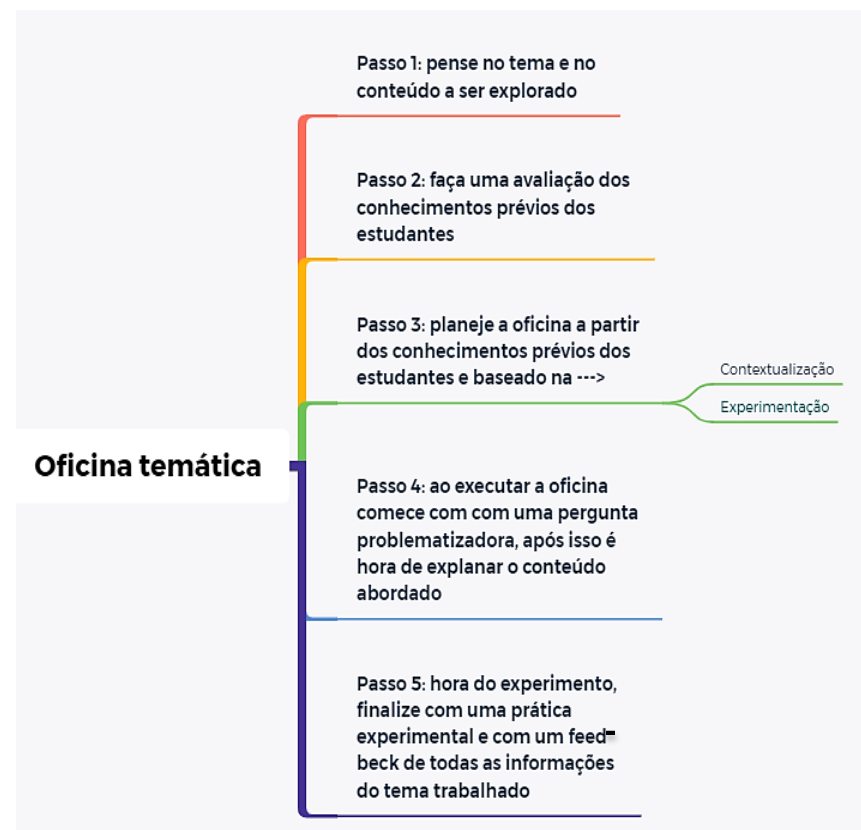 Passo 1: pense no tema e no
conteúdo a ser explorado
Passo 2: faça uma avaliação dos
conhecimentos prévios dos
estudantes
Passo 3: planeje a oficina a partir
dos conhecimentos prévios dos
estudantes e baseado na --->
Contextualização
Experimentação
Oficina temática
Passo 4: ao executar a oficina
comece com com uma pergunta
problematizadora, após isso é
hora de explanar o conteúdo
abordado
Passo 5: hora do experimento,
finalize com uma prática
experimental e com um feed-
beck de todas as informações
do tema trabalhado